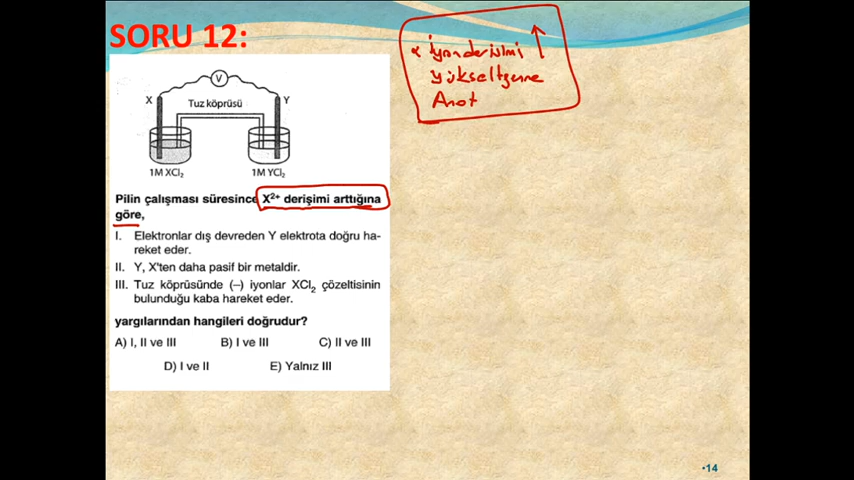 SORU 12:
* iyon derişimi ↑
yükseltgenme
Anot
V
X
Y
Tuz köprüsü
1M XCl₂
1M YCl₂
Pilin çalışması süresince X²⁺ derişimi arttığına
göre,
I. Elektronlar dış devreden Y elektrota doğru ha-
reket eder.
II. Y, X'ten daha pasif bir metaldir.
III. Tuz köprüsünde (–) iyonlar XCl₂ çözeltisinin
bulunduğu kaba hareket eder.
yargılarından hangileri doğrudur?
A) I, II ve III B) I ve III C) II ve III
D) I ve II E) Yalnız III
•14